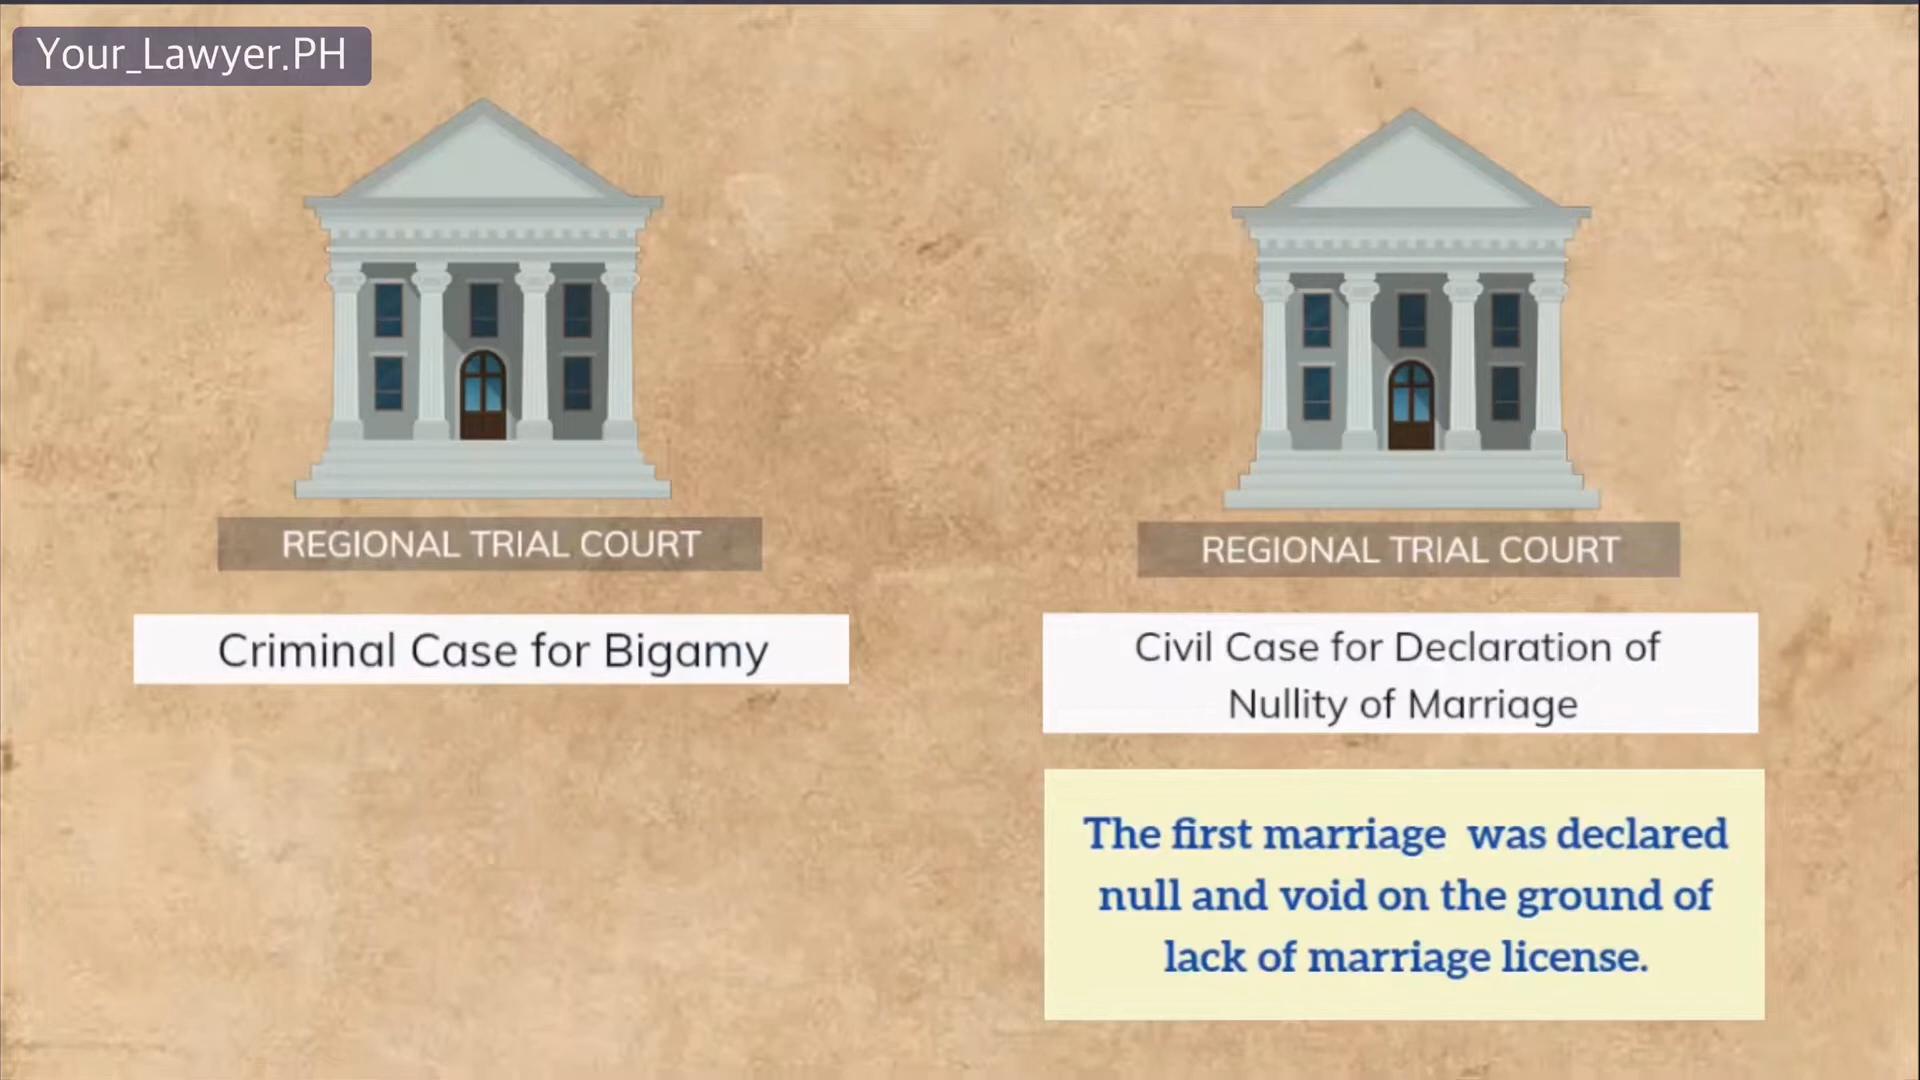 Your_Lawyer.PH
REGIONAL TRIAL COURT
Criminal Case for Bigamy
REGIONAL TRIAL COURT
Civil Case for Declaration of
Nullity of Marriage
The first marriage was declared
null and void on the ground of
lack of marriage license.